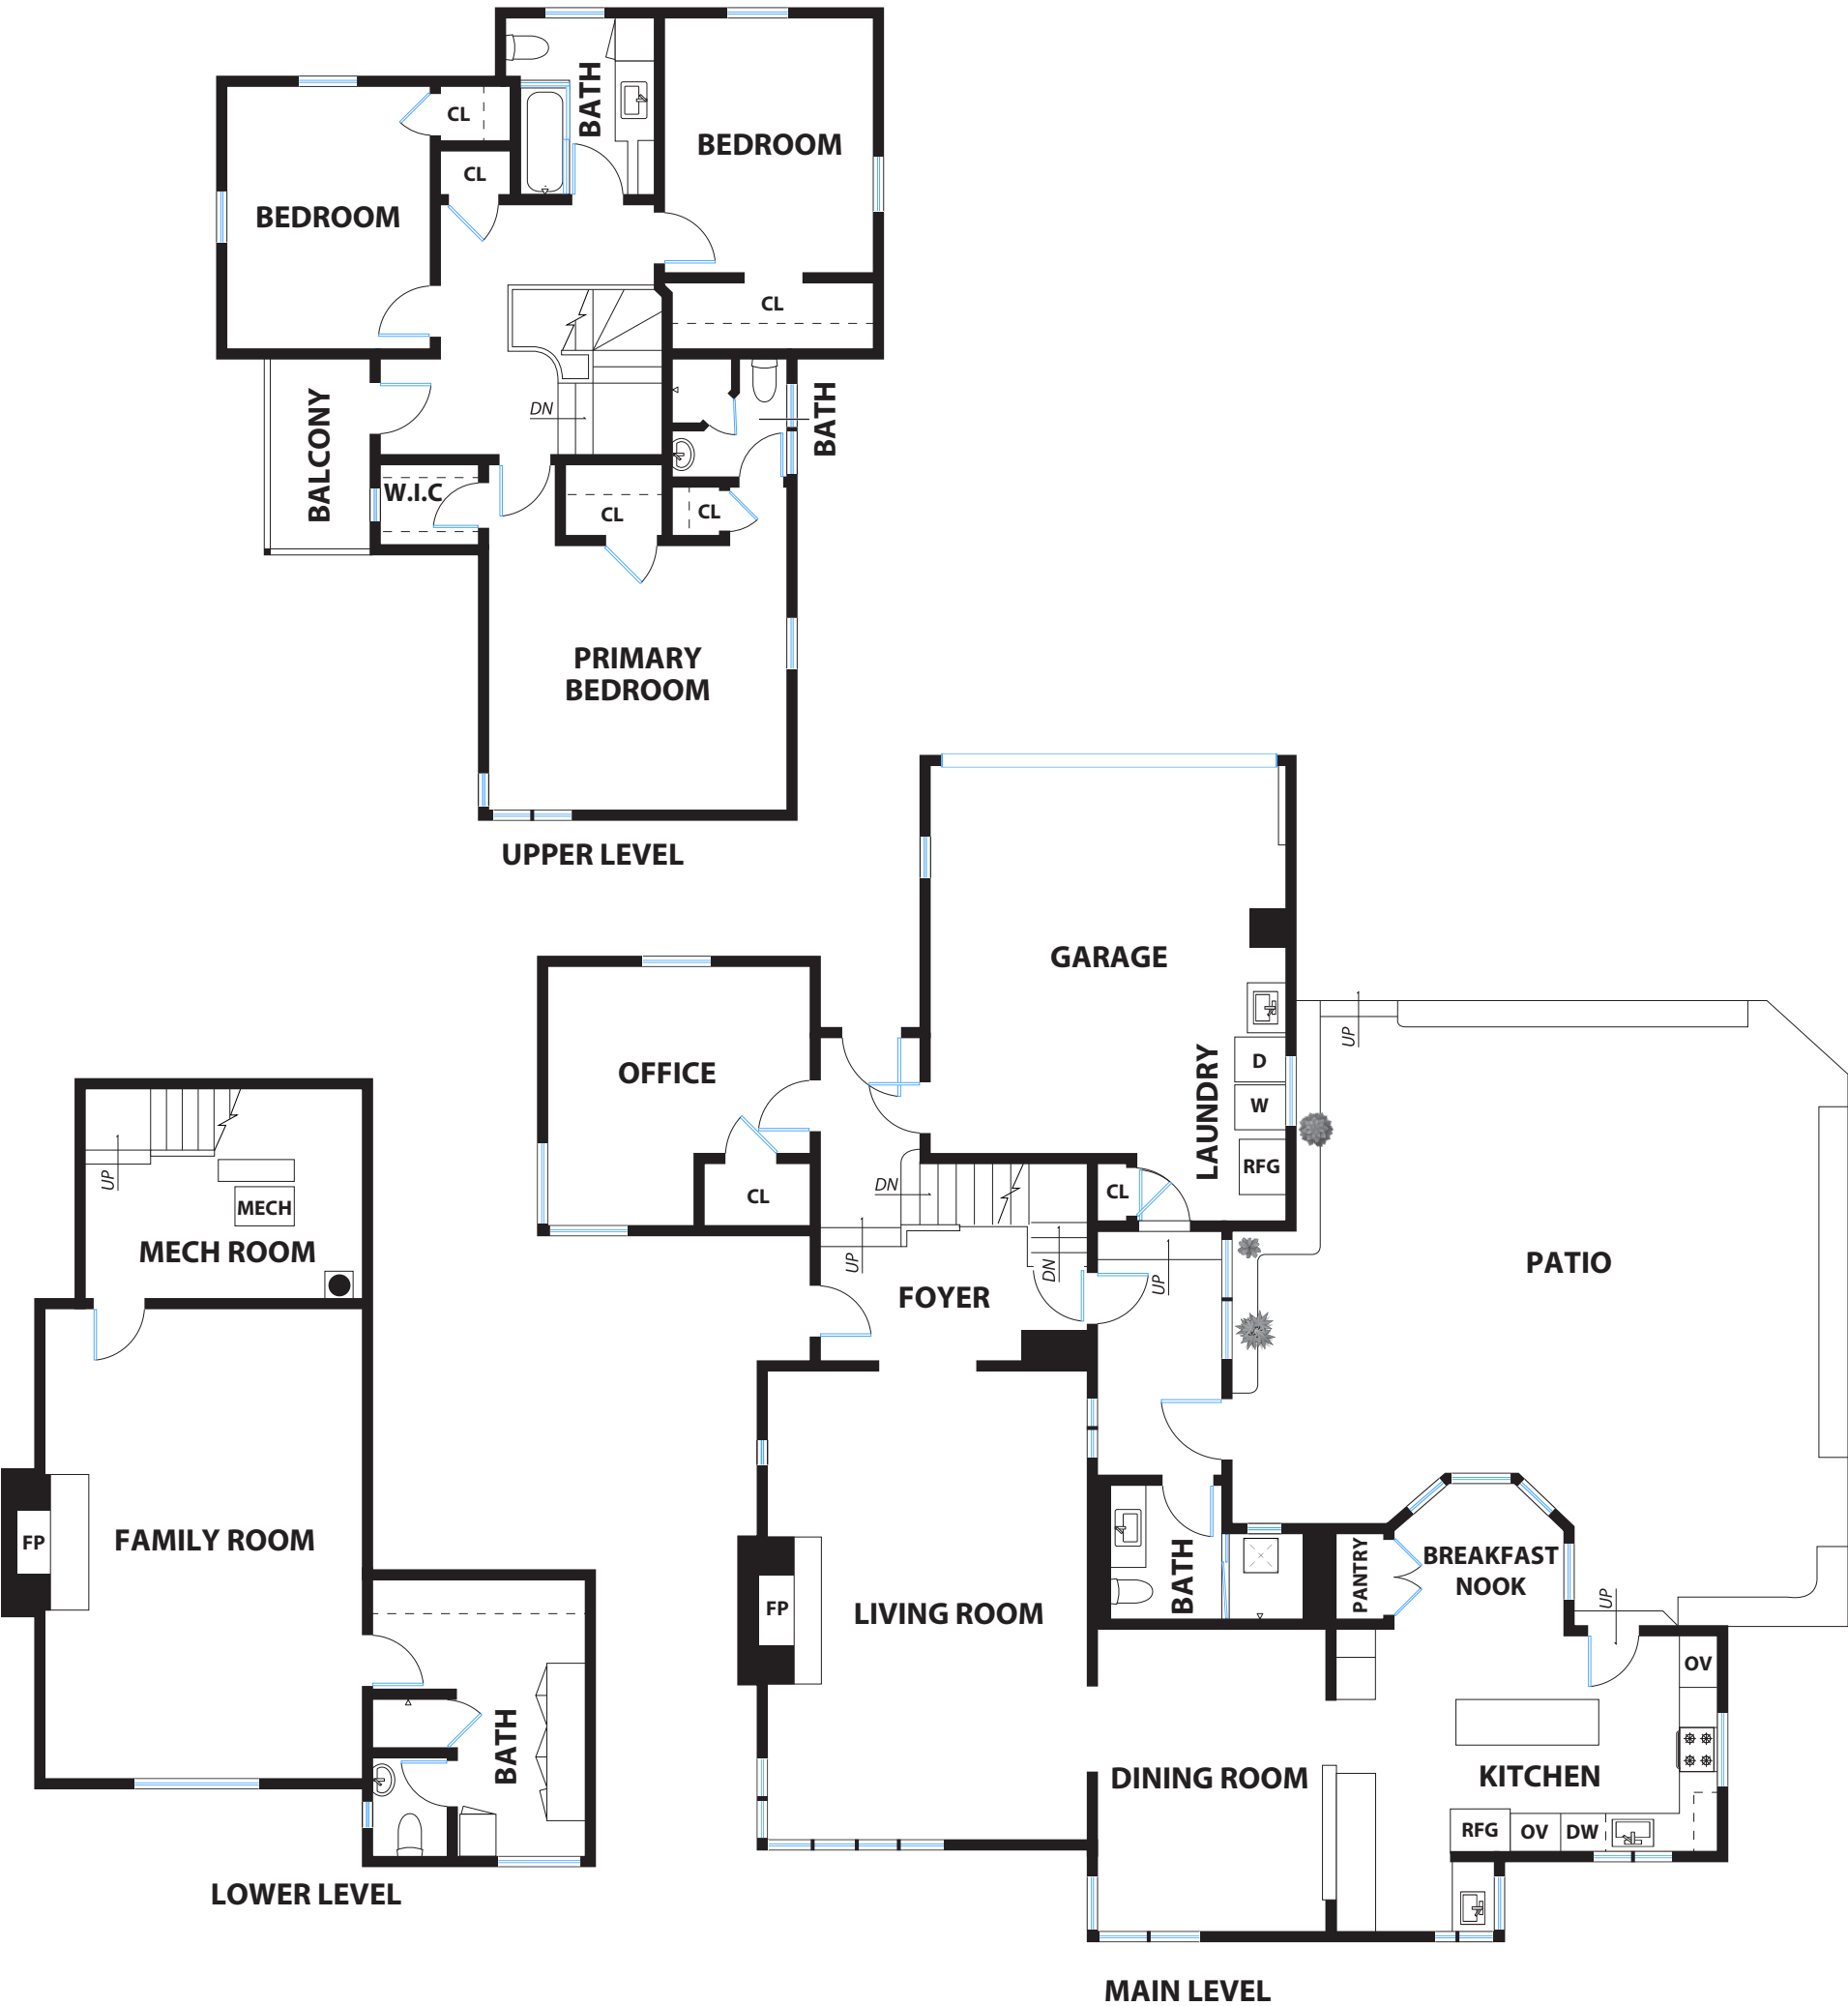 BATH
CL
BEDROOM
CL
BEDROOM
CL
BALCONY
DN
BATH
W.I.C
CL
CL
PRIMARY
BEDROOM
UPPER LEVEL
GARAGE
UP
OFFICE
LAUNDRY
D
W
RFG
CL
CL
DN
UP
DN
UP
FOYER
PATIO
UP
MECH
MECH ROOM
FP
FAMILY ROOM
BATH
LOWER LEVEL
FP
LIVING ROOM
BATH
PANTRY
BREAKFAST
NOOK
UP
OV
DINING ROOM
KITCHEN
RFG
OV
DW
MAIN LEVEL